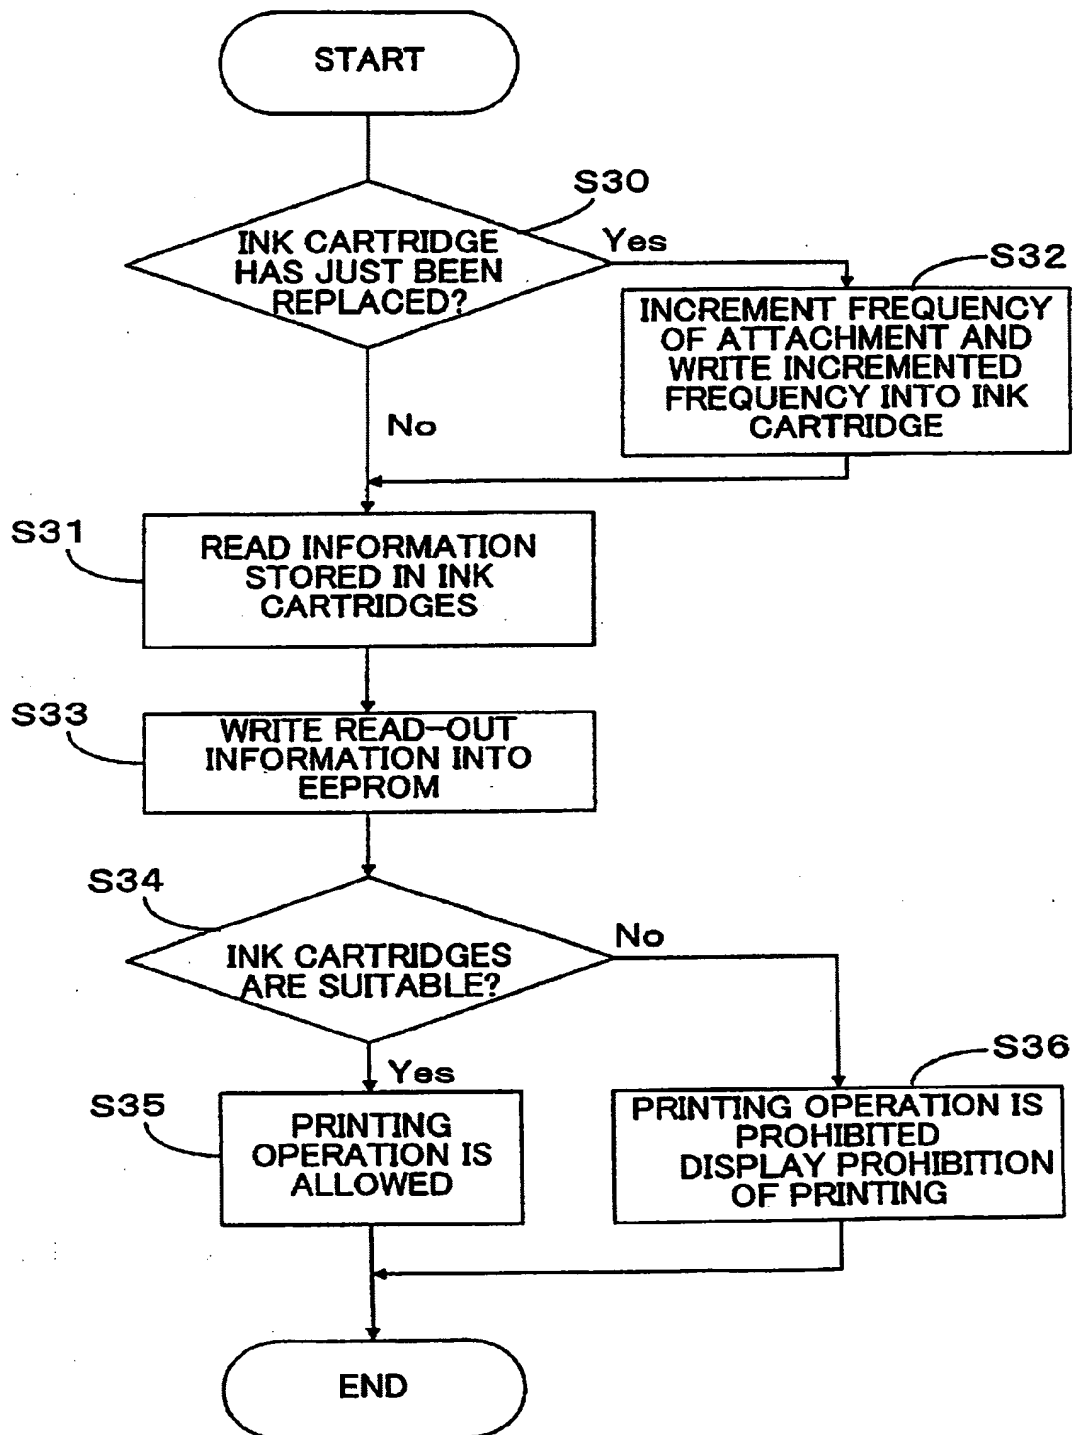 START
S30
INK CARTRIDGE
HAS JUST BEEN
REPLACED?
Yes
S32
INCREMENT FREQUENCY
OF ATTACHMENT AND
WRITE INCREMENTED
FREQUENCY INTO INK
CARTRIDGE
No
S31
READ INFORMATION
STORED IN INK
CARTRIDGES
S33
WRITE READ-OUT
INFORMATION INTO
EEPROM
S34
INK CARTRIDGES
ARE SUITABLE?
No
Yes
S35
PRINTING
OPERATION IS
ALLOWED
S36
PRINTING OPERATION IS
PROHIBITED
DISPLAY PROHIBITION
OF PRINTING
END